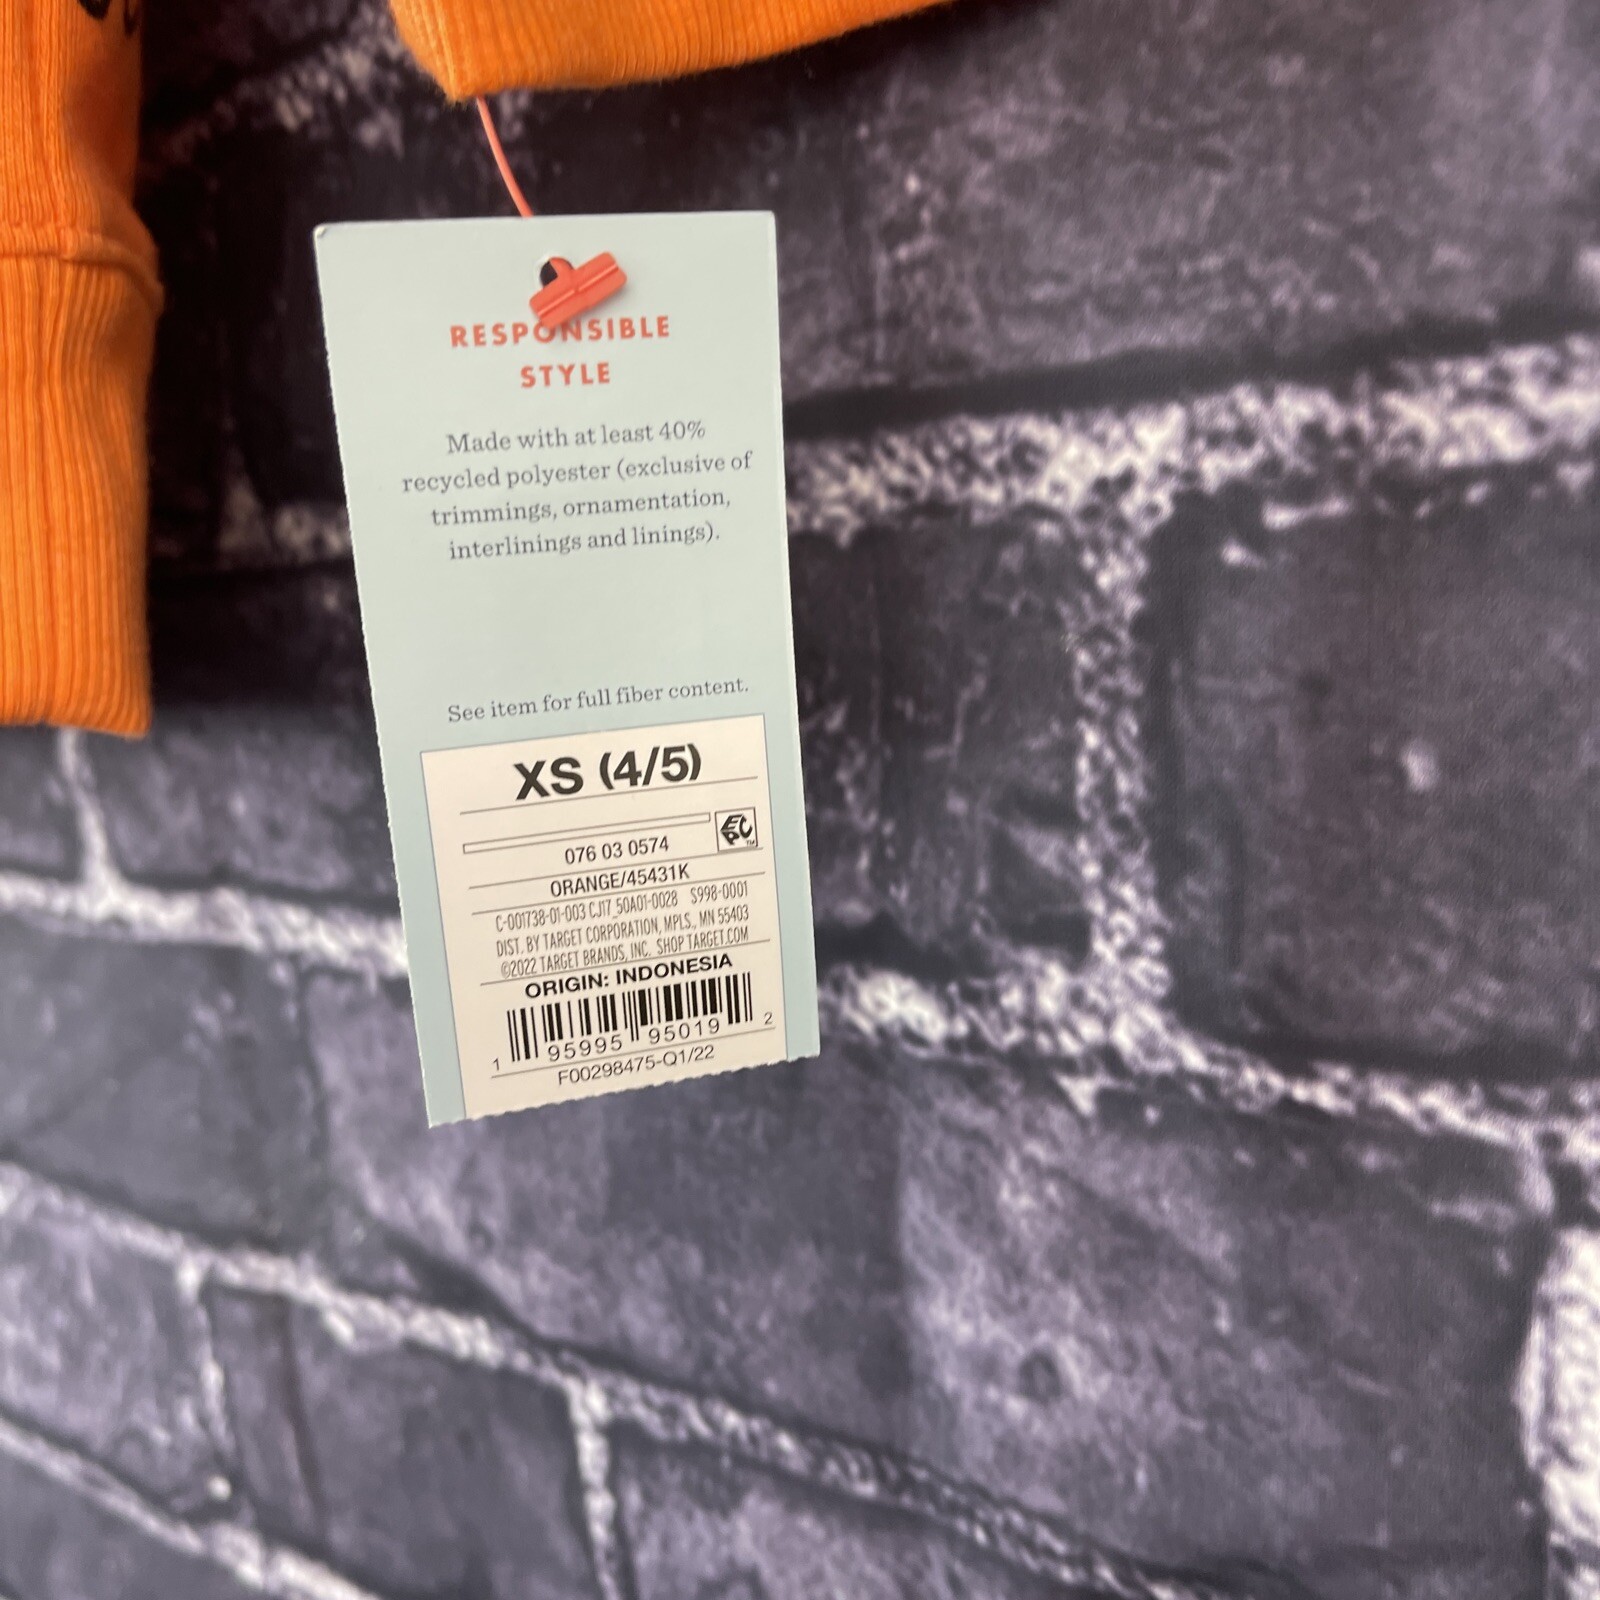 RESPONSIBLE
STYLE
Made with at least 40%
recycled polyester (exclusive of
trimmings, ornamentation,
interlinings and linings).
See item for full fiber content.
XS (4/5)
EPC™
076 03 0574
ORANGE/45431K
C-001738-01-003 CJ17_50A01-0028 S998-0001
DIST. BY TARGET CORPORATION, MPLS., MN 55403
©2022 TARGET BRANDS, INC. SHOP TARGET.COM
ORIGIN: INDONESIA
1 95995 95019 2
F00298475-Q1/22